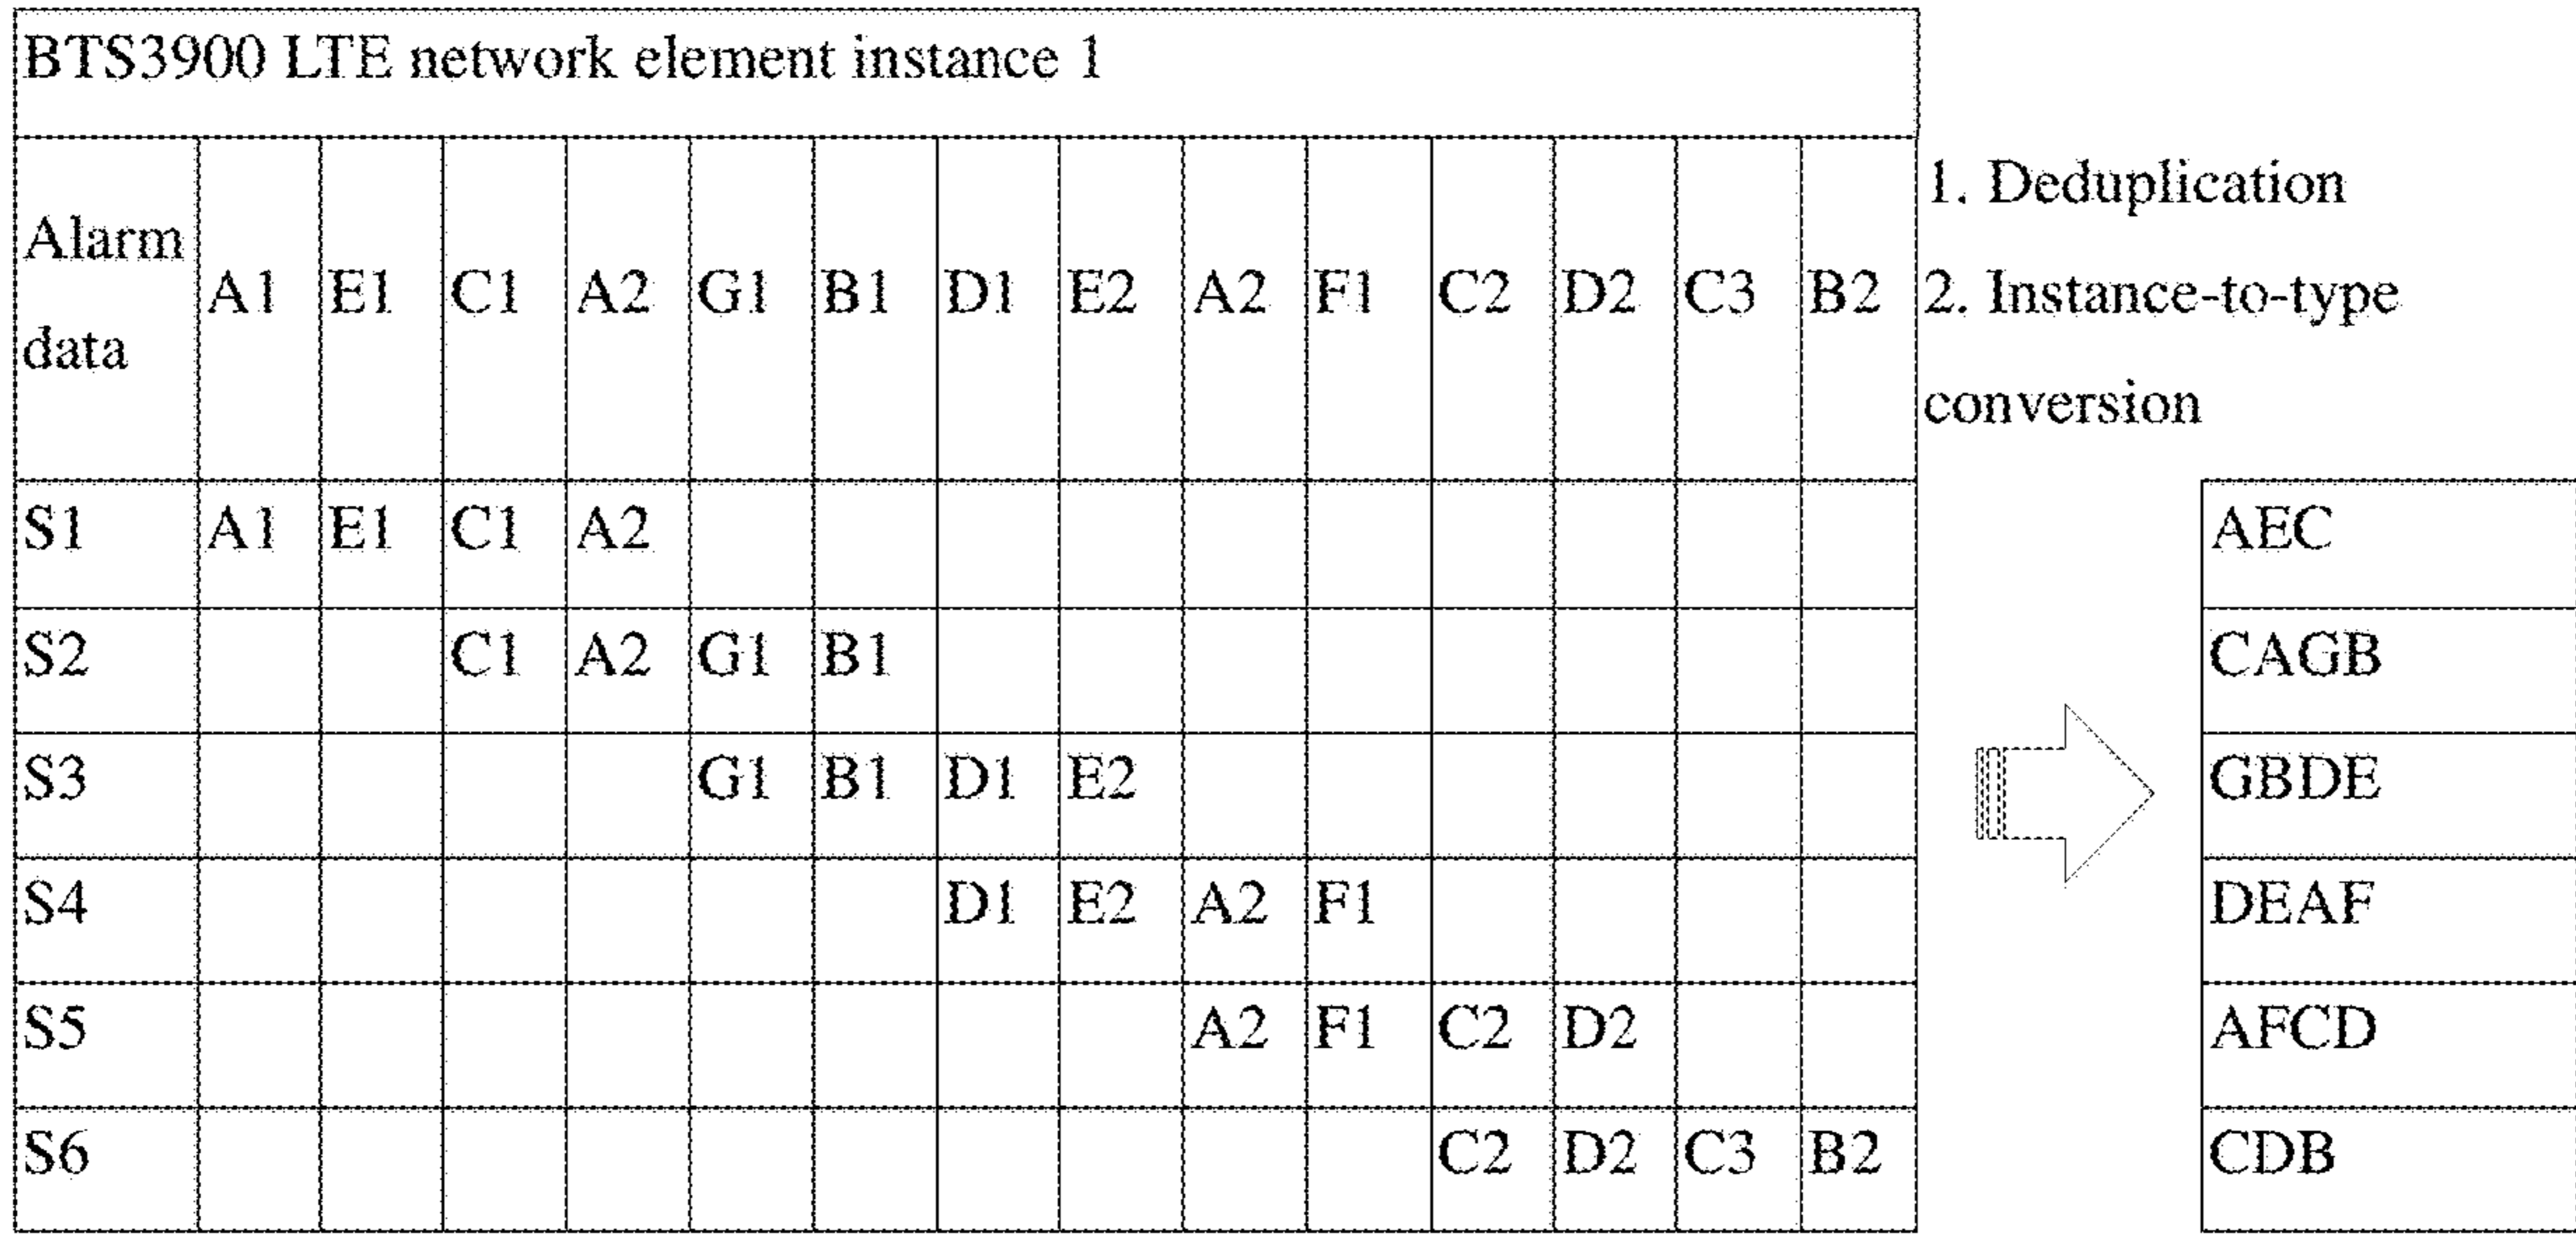 BTS3900 LTE network element instance 1
Alarm data A1 E1 C1 A2 G1 B1 D1 E2 A2 F1 C2 D2 C3 B2
1. Deduplication
2. Instance-to-type
conversion
S1 A1 E1 C1 A2 AEC
S2 C1 A2 G1 B1 CAGB
S3 G1 B1 D1 E2 GBDE
S4 D1 E2 A2 F1 DEAF
S5 A2 F1 C2 D2 AFCD
S6 C2 D2 C3 B2 CDB